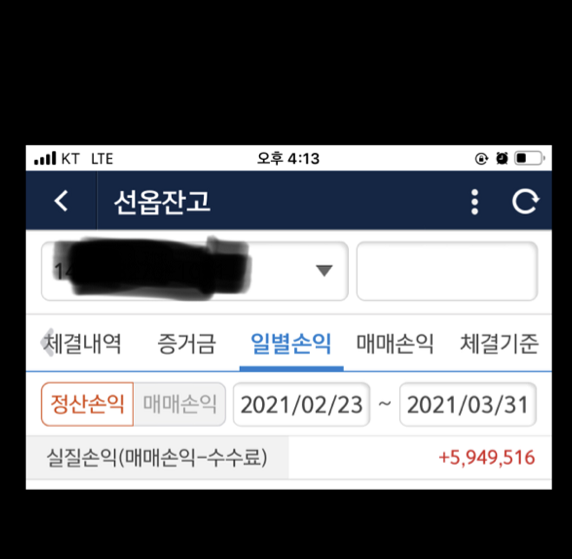 KT LTE 오후 4:13
선옵잔고
체결내역 증거금 일별손익 매매손익 체결기준
정산손익 매매손익 2021/02/23 ~ 2021/03/31
실질손익(매매손익-수수료) +5,949,516